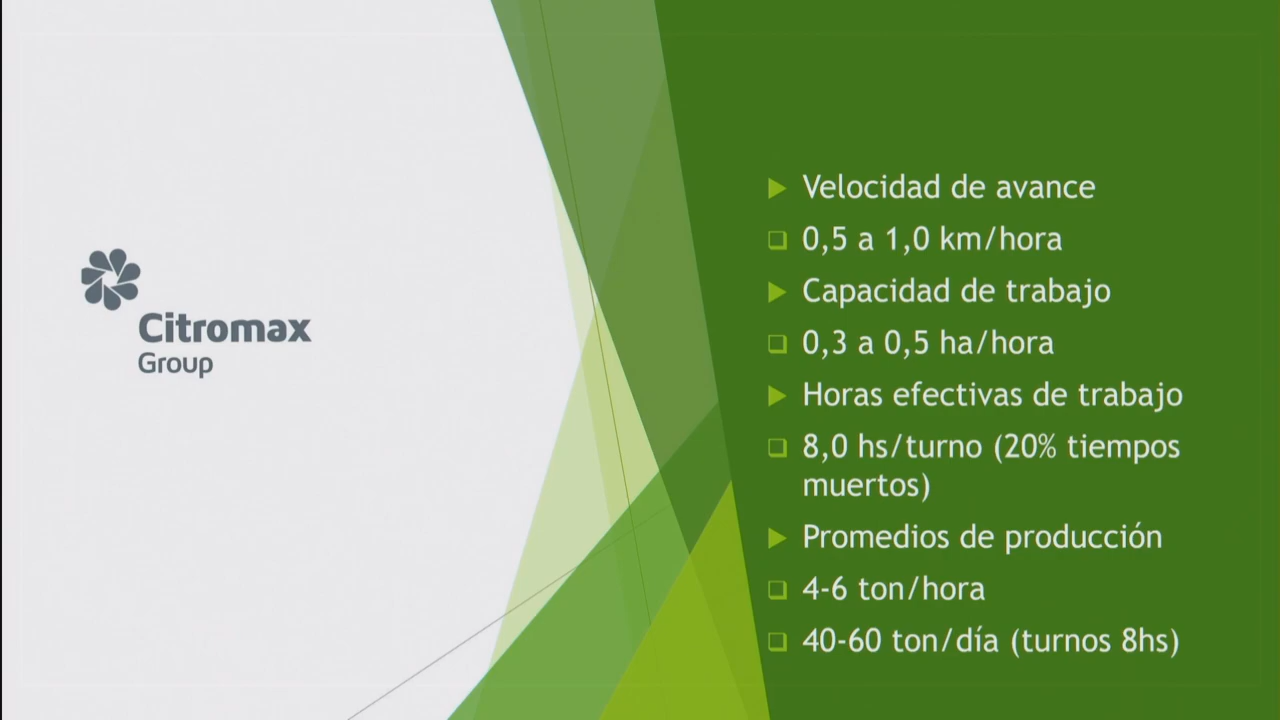 Citromax
Group
Velocidad de avance
0,5 a 1,0 km/hora
Capacidad de trabajo
0,3 a 0,5 ha/hora
Horas efectivas de trabajo
8,0 hs/turno (20% tiempos
muertos)
Promedios de producción
4-6 ton/hora
40-60 ton/día (turnos 8hs)